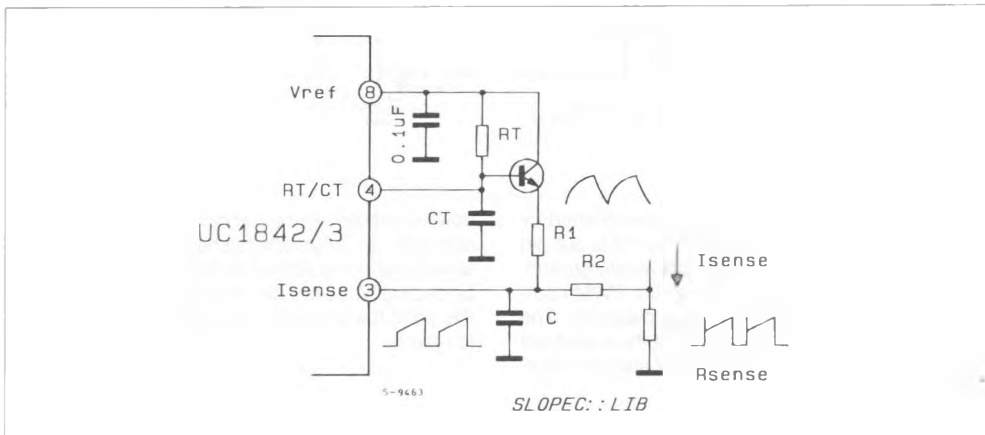 Vref 8
0.1uF
RT
RT/CT 4
CT
R1
UC1842/3
R2
Isense
Isense 3
C
Rsense
S-9463
SLOPEC::LIB